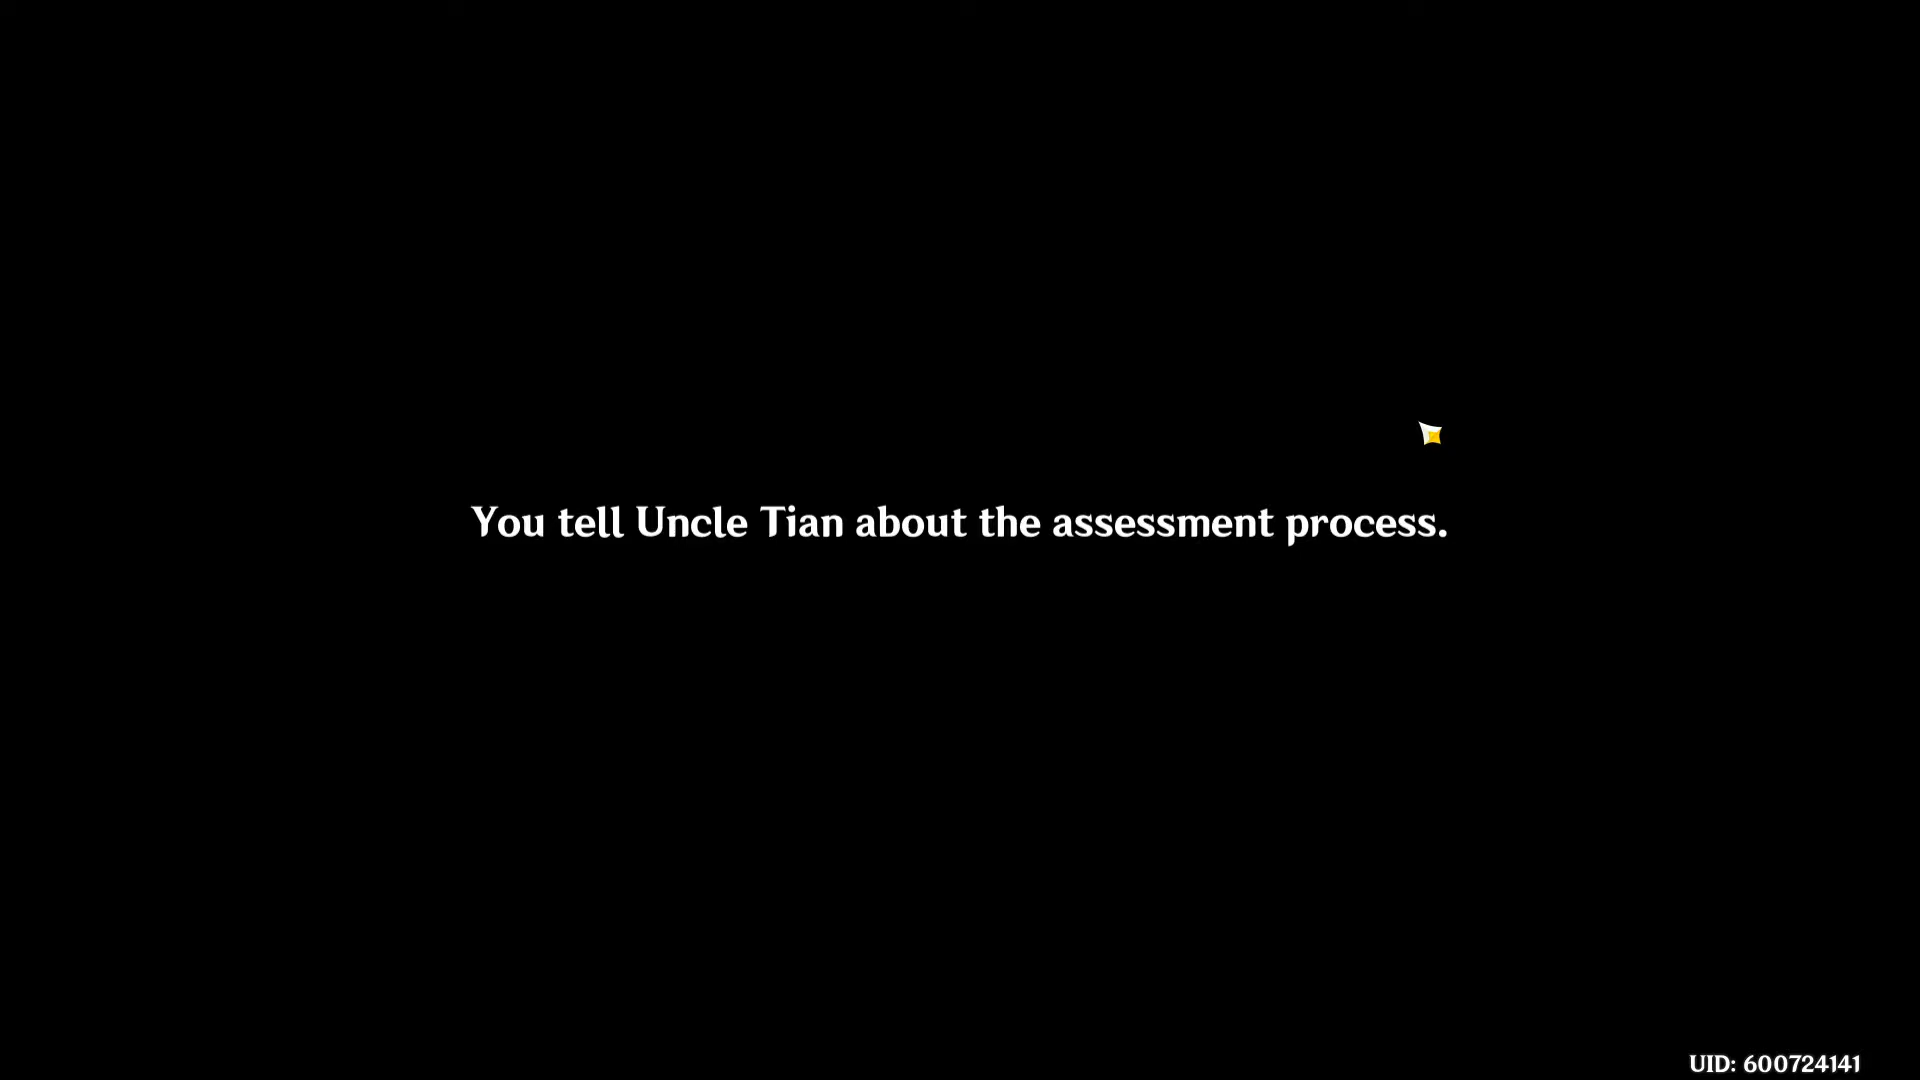 You tell Uncle Tian about the assessment process.
UID: 600724141